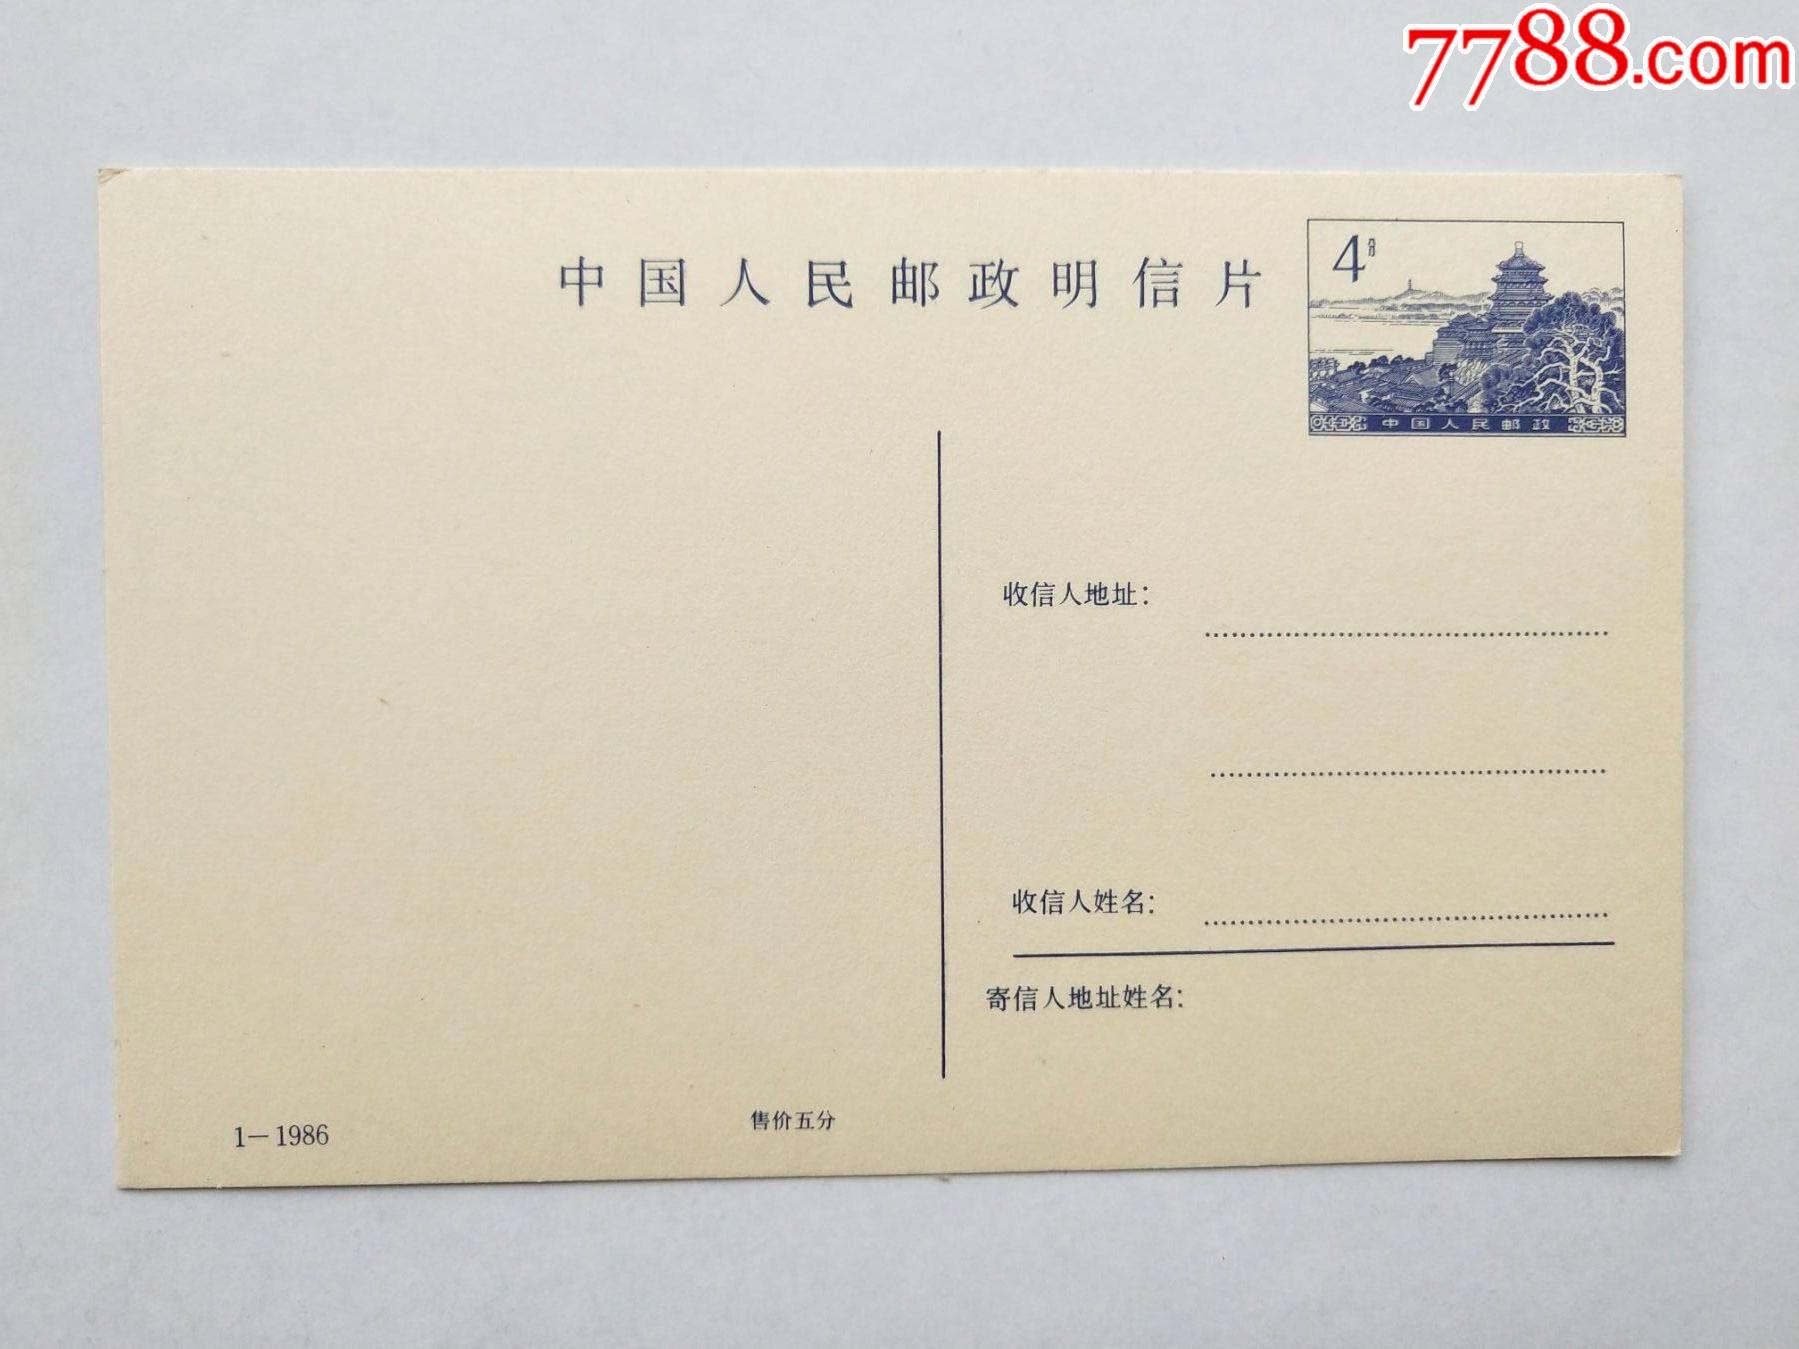 7788.com
中国人民邮政明信片
4分
中国人民邮政
收信人地址：
收信人姓名：
寄信人地址姓名：
售价五分
1-1986